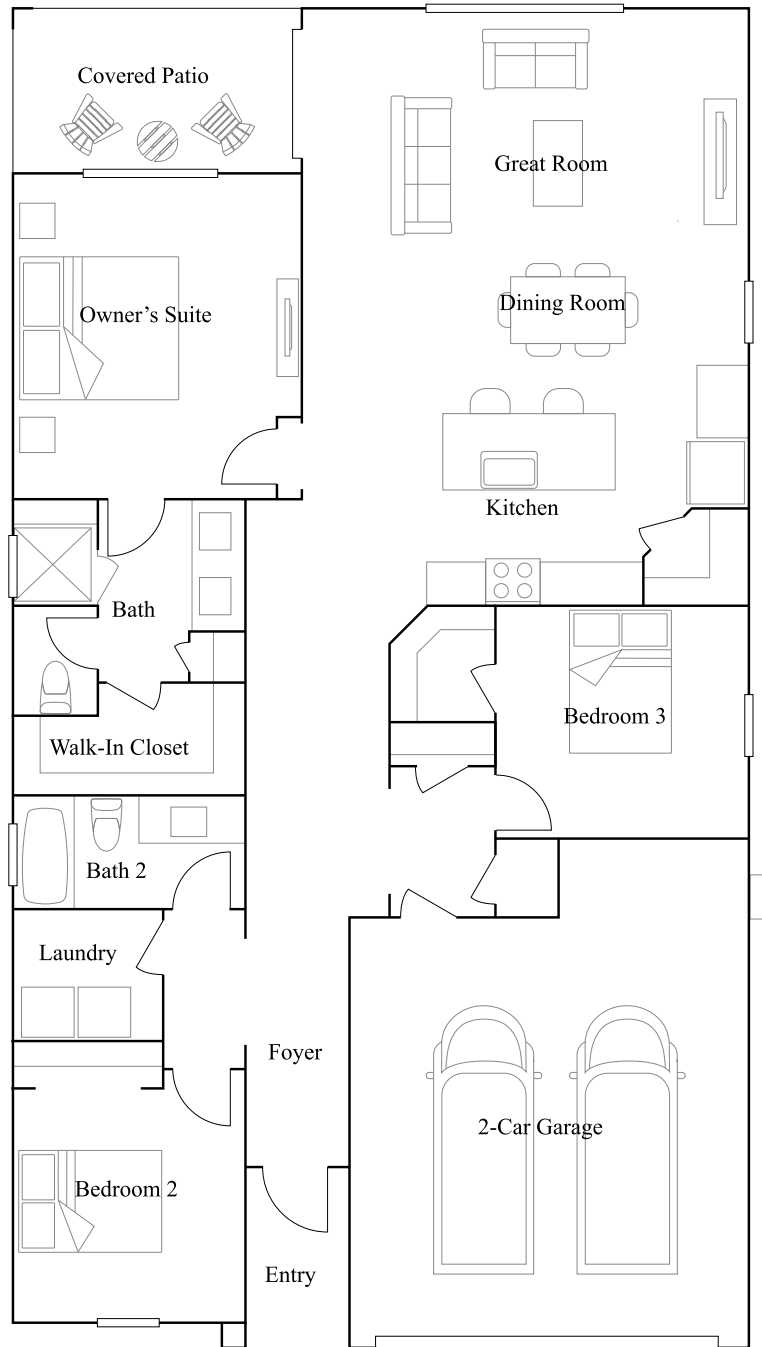 Covered Patio
Great Room
Dining Room
Owner’s Suite
Kitchen
Bath
Bedroom 3
Walk-In Closet
Bath 2
Laundry
Foyer
2-Car Garage
Bedroom 2
Entry